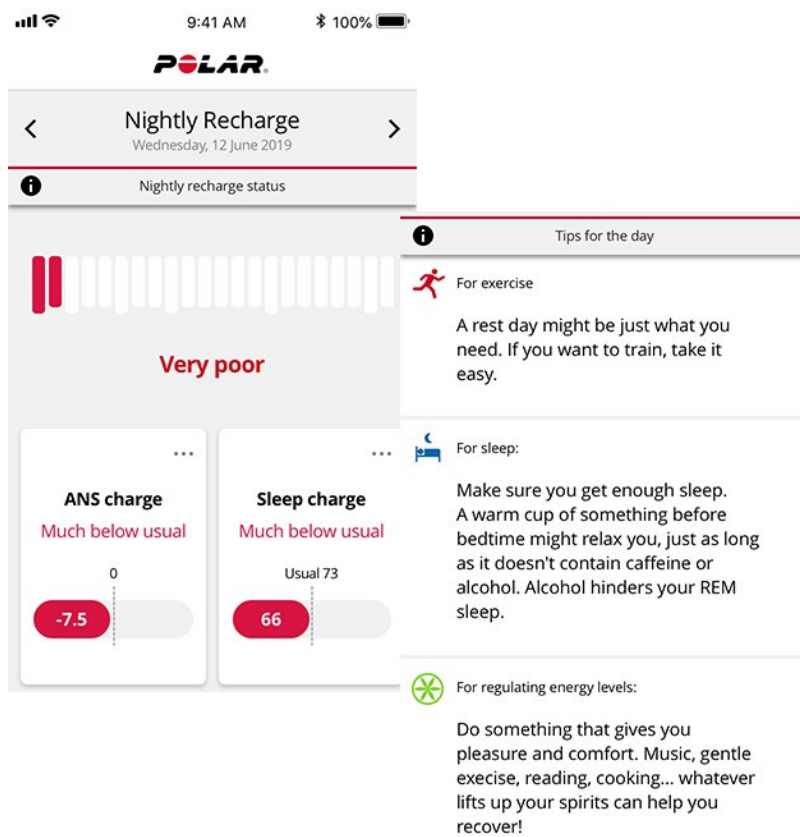 9:41 AM
100%
POLAR
Nightly Recharge
Wednesday, 12 June 2019
Nightly recharge status
Very poor
ANS charge
Much below usual
0
-7.5
Sleep charge
Much below usual
Usual 73
66
Tips for the day
For exercise
A rest day might be just what you
need. If you want to train, take it
easy.
For sleep:
Make sure you get enough sleep.
A warm cup of something before
bedtime might relax you, just as long
as it doesn't contain caffeine or
alcohol. Alcohol hinders your REM
sleep.
For regulating energy levels:
Do something that gives you
pleasure and comfort. Music, gentle
execise, reading, cooking... whatever
lifts up your spirits can help you
recover!